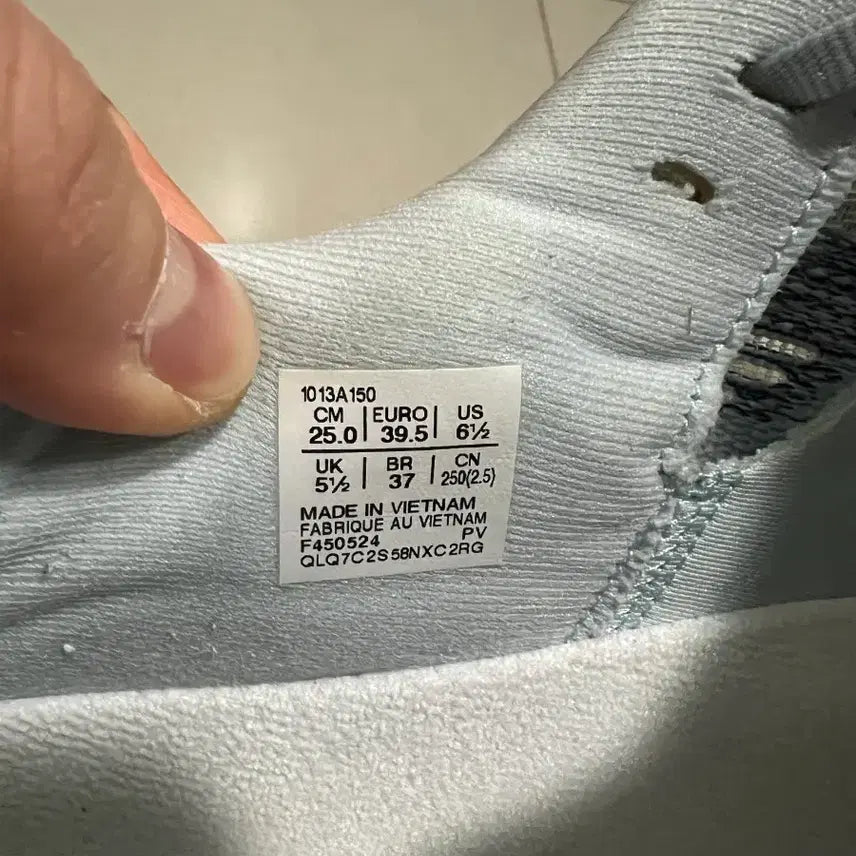 1013A150
CM | EURO | US
25.0 | 39.5 | 6½
UK | BR | CN
5½ | 37 | 250(2.5)
MADE IN VIETNAM
FABRIQUE AU VIETNAM
F450524 PV
QLQ7C2S58NXC2RG